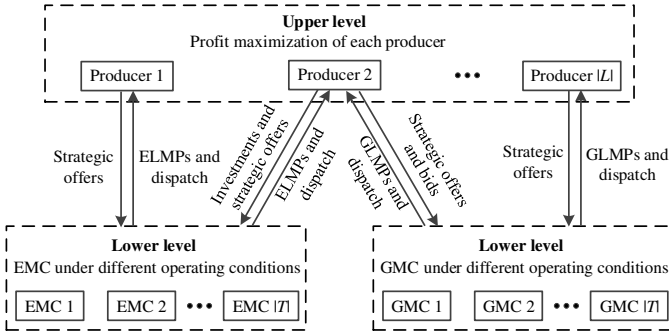 Upper level
Profit maximization of each producer
Producer 1
Producer 2
•••
Producer |L|
Strategic
offers
ELMPs and
dispatch
Investments and
strategic offers
ELMPs and
dispatch
GLMPs and
dispatch
Strategic offers
and bids
Strategic
offers
GLMPs and
dispatch
Lower level
EMC under different operating conditions
EMC 1
EMC 2
•••
EMC |T|
Lower level
GMC under different operating conditions
GMC 1
GMC 2
•••
GMC |T|